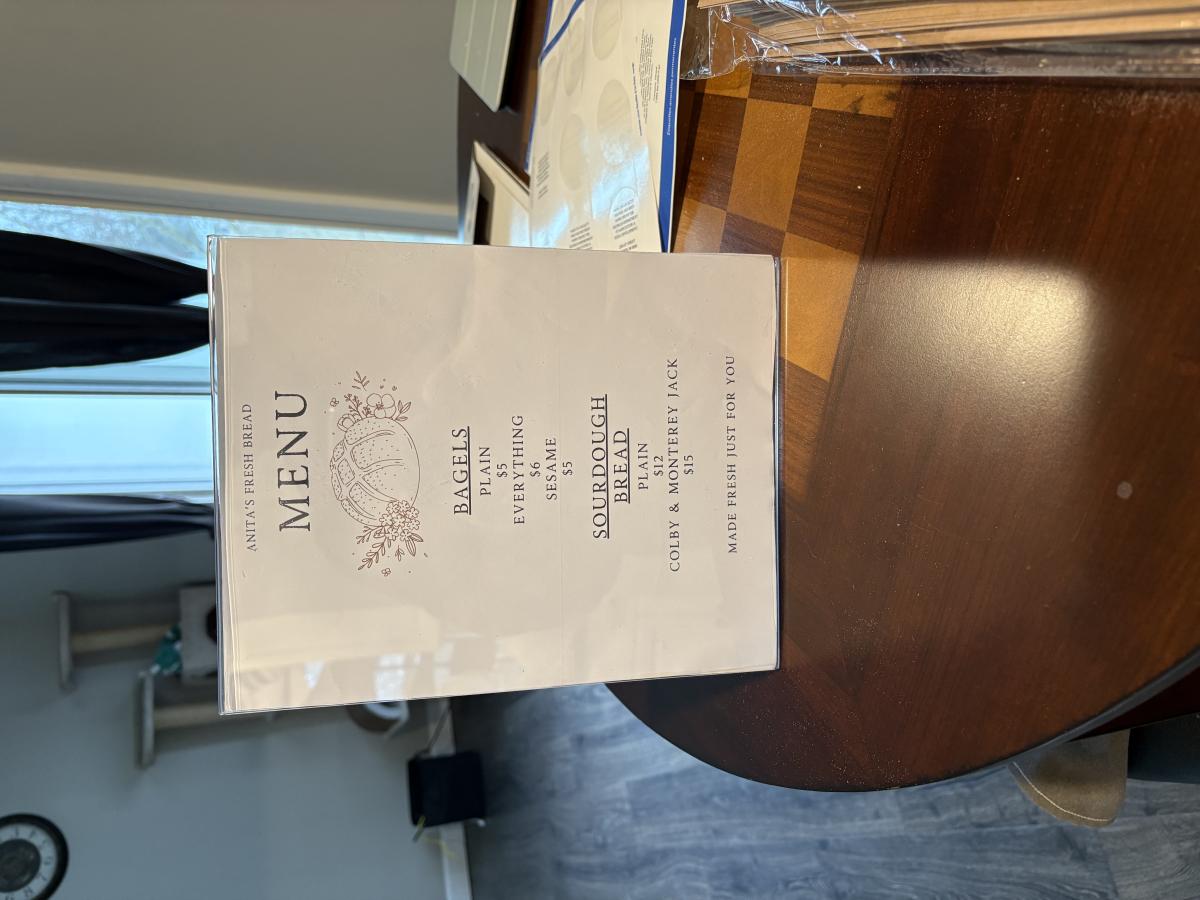 ANITA'S FRESH BREAD
MENU
BAGELS
PLAIN
$5
EVERYTHING
$6
SESAME
$5
SOURDOUGH
BREAD
PLAIN
$12
COLBY & MONTEREY JACK
$15
MADE FRESH JUST FOR YOU